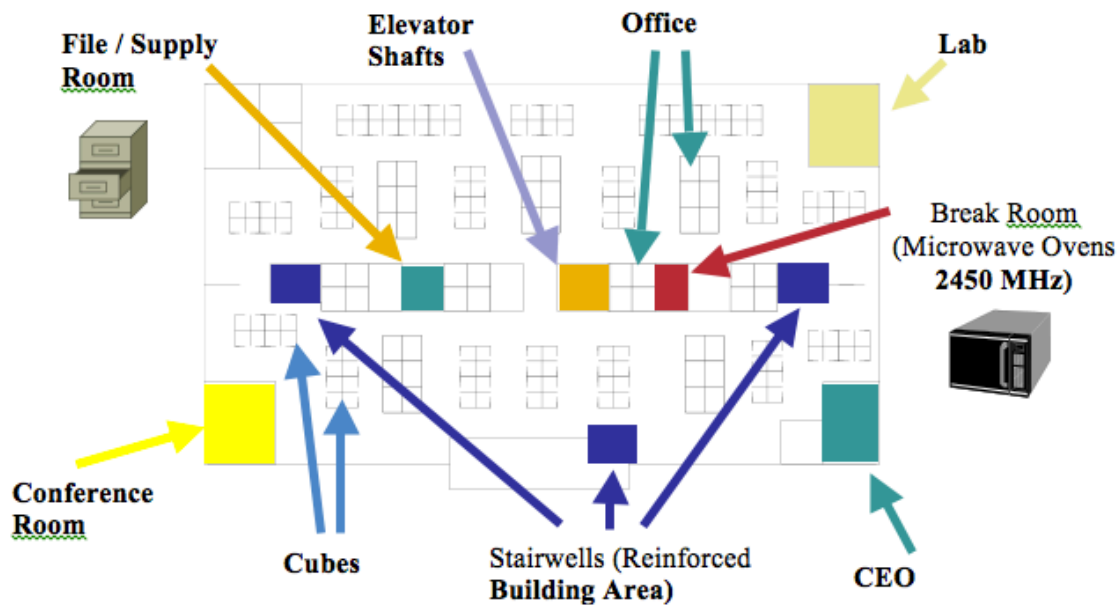 File / Supply
Room
Elevator
Shafts
Office
Lab
Break Room
(Microwave Ovens
2450 MHz)
Conference
Room
Cubes
Stairwells (Reinforced
Building Area)
CEO